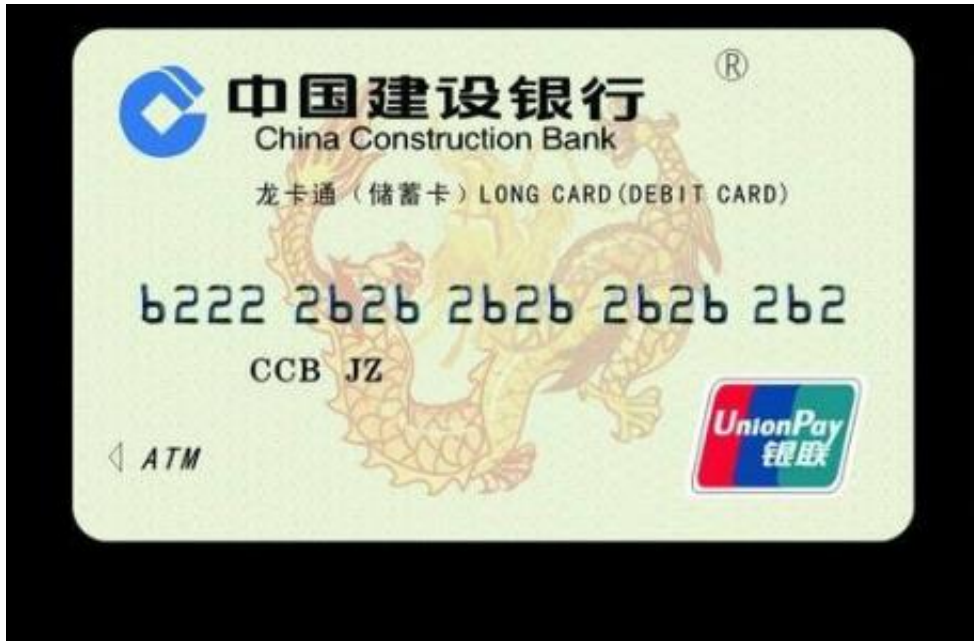 ®
中国建设银行
China Construction Bank
龙卡通（储蓄卡）LONG CARD(DEBIT CARD)
6222 2626 2626 2626 262
CCB JZ
UnionPay
银联
ATM